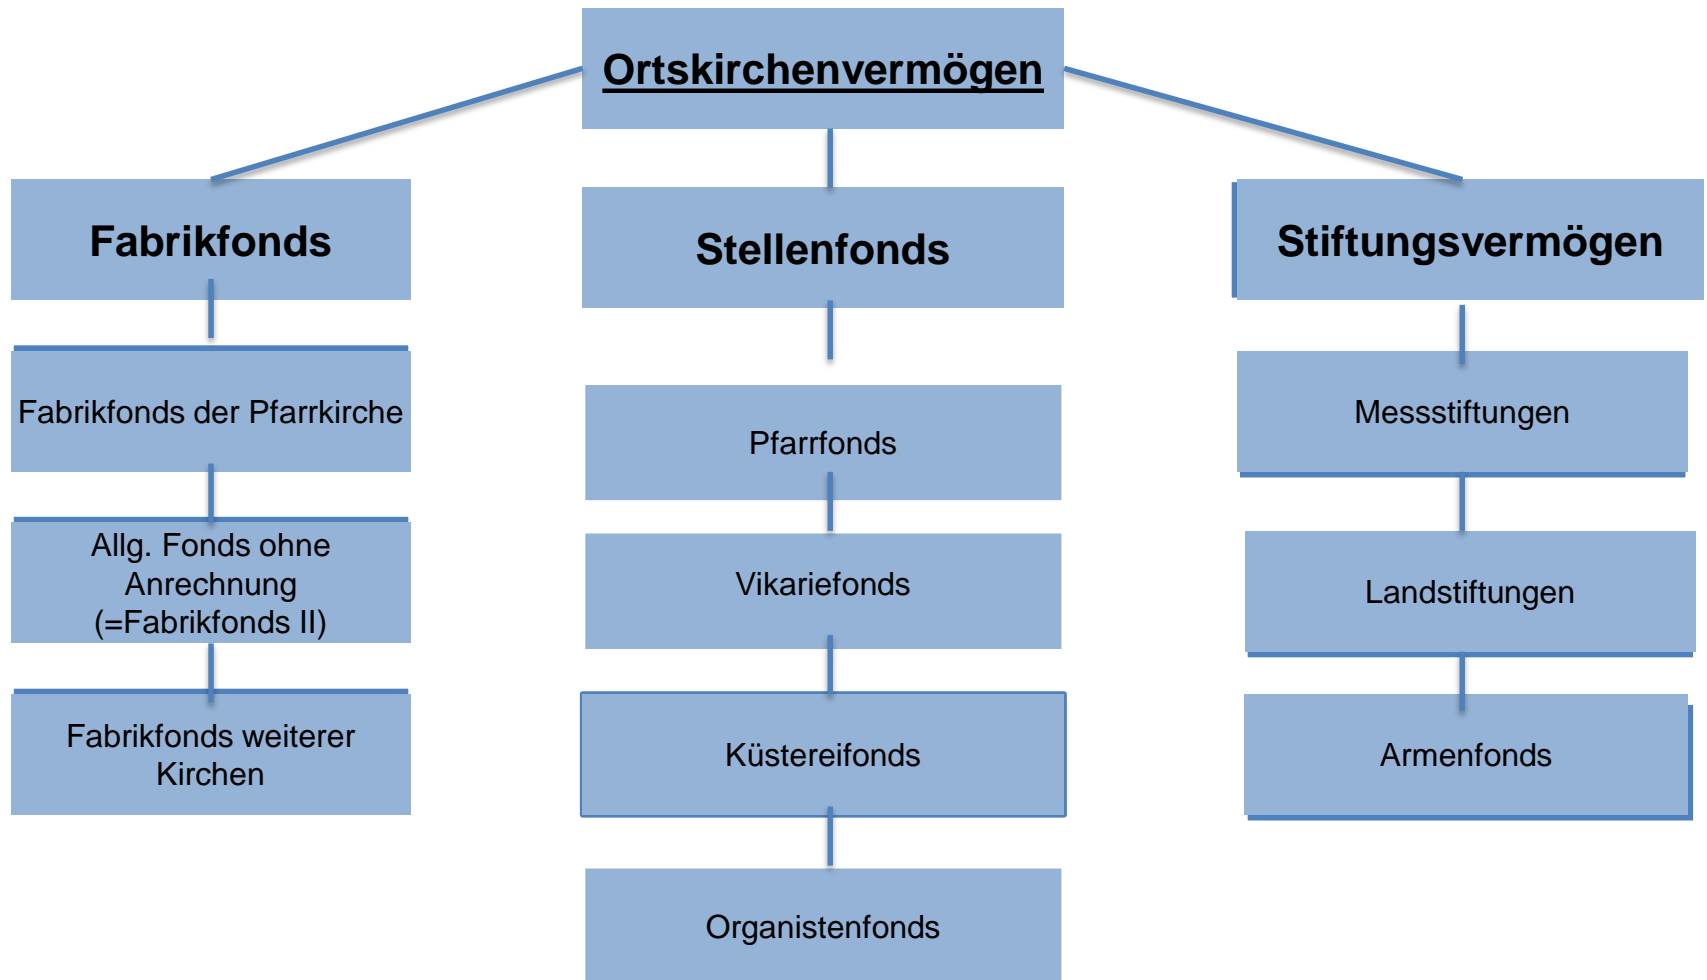 Ortskirchenvermögen
Fabrikfonds
Fabrikfonds der Pfarrkirche
Allg. Fonds ohne
Anrechnung
(=Fabrikfonds II)
Fabrikfonds weiterer
Kirchen
Stellenfonds
Pfarrfonds
Vikariefonds
Küstereifonds
Organistenfonds
Stiftungsvermögen
Messstiftungen
Landstiftungen
Armenfonds